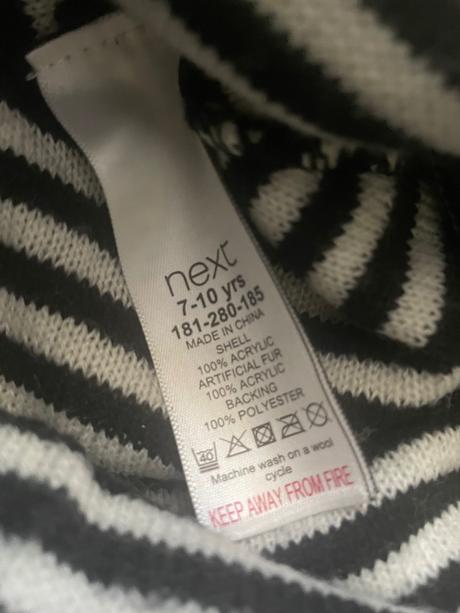 next
7-10 yrs
181-280-185
MADE IN CHINA
SHELL
100% ACRYLIC
ARTIFICIAL FUR
100% ACRYLIC
BACKING
100% POLYESTER
40
Machine wash on a wool
cycle
KEEP AWAY FROM FIRE